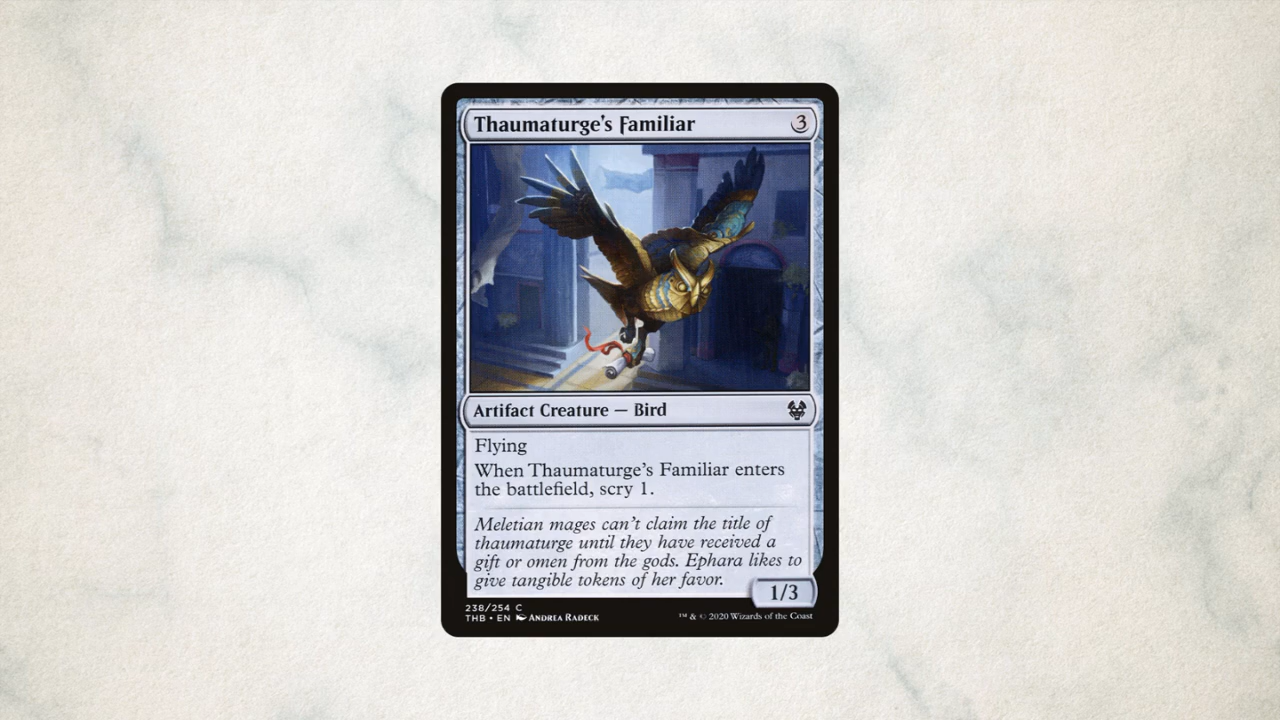 Thaumaturge's Familiar 3
Artifact Creature — Bird
Flying
When Thaumaturge's Familiar enters
the battlefield, scry 1.
Meletian mages can't claim the title of
thaumaturge until they have received a
gift or omen from the gods. Ephara likes to
give tangible tokens of her favor.
1/3
238/254 C
THB • EN ANDREA RADECK
™ & © 2020 Wizards of the Coast